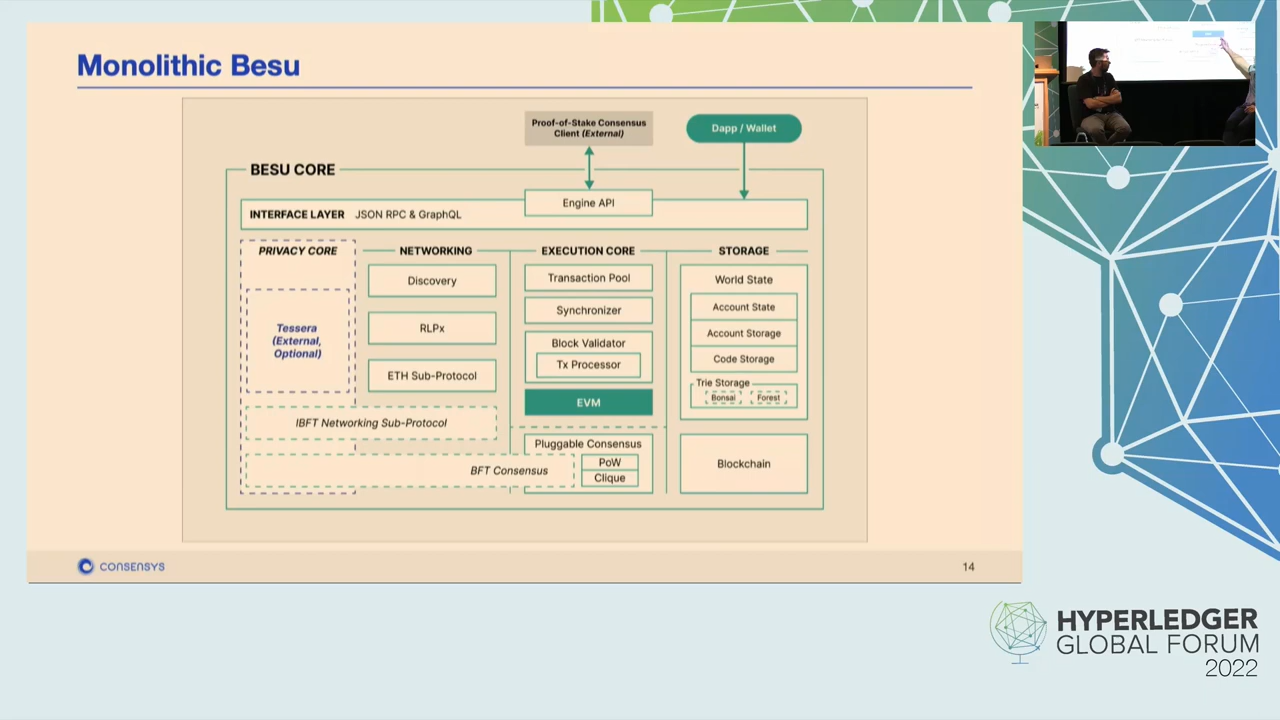 Monolithic Besu
Proof-of-Stake Consensus
Client (External)
Dapp / Wallet
BESU CORE
Engine API
INTERFACE LAYER JSON RPC & GraphQL
PRIVACY CORE
NETWORKING
EXECUTION CORE
STORAGE
Tessera
(External,
Optional)
Discovery
RLPx
ETH Sub-Protocol
IBFT Networking Sub-Protocol
BFT Consensus
Transaction Pool
Synchronizer
Block Validator
Tx Processor
EVM
Pluggable Consensus
PoW
Clique
World State
Account State
Account Storage
Code Storage
Trie Storage
Bonsai
Forest
Blockchain
CONSENSYS
14
HYPERLEDGER
GLOBAL FORUM
2022